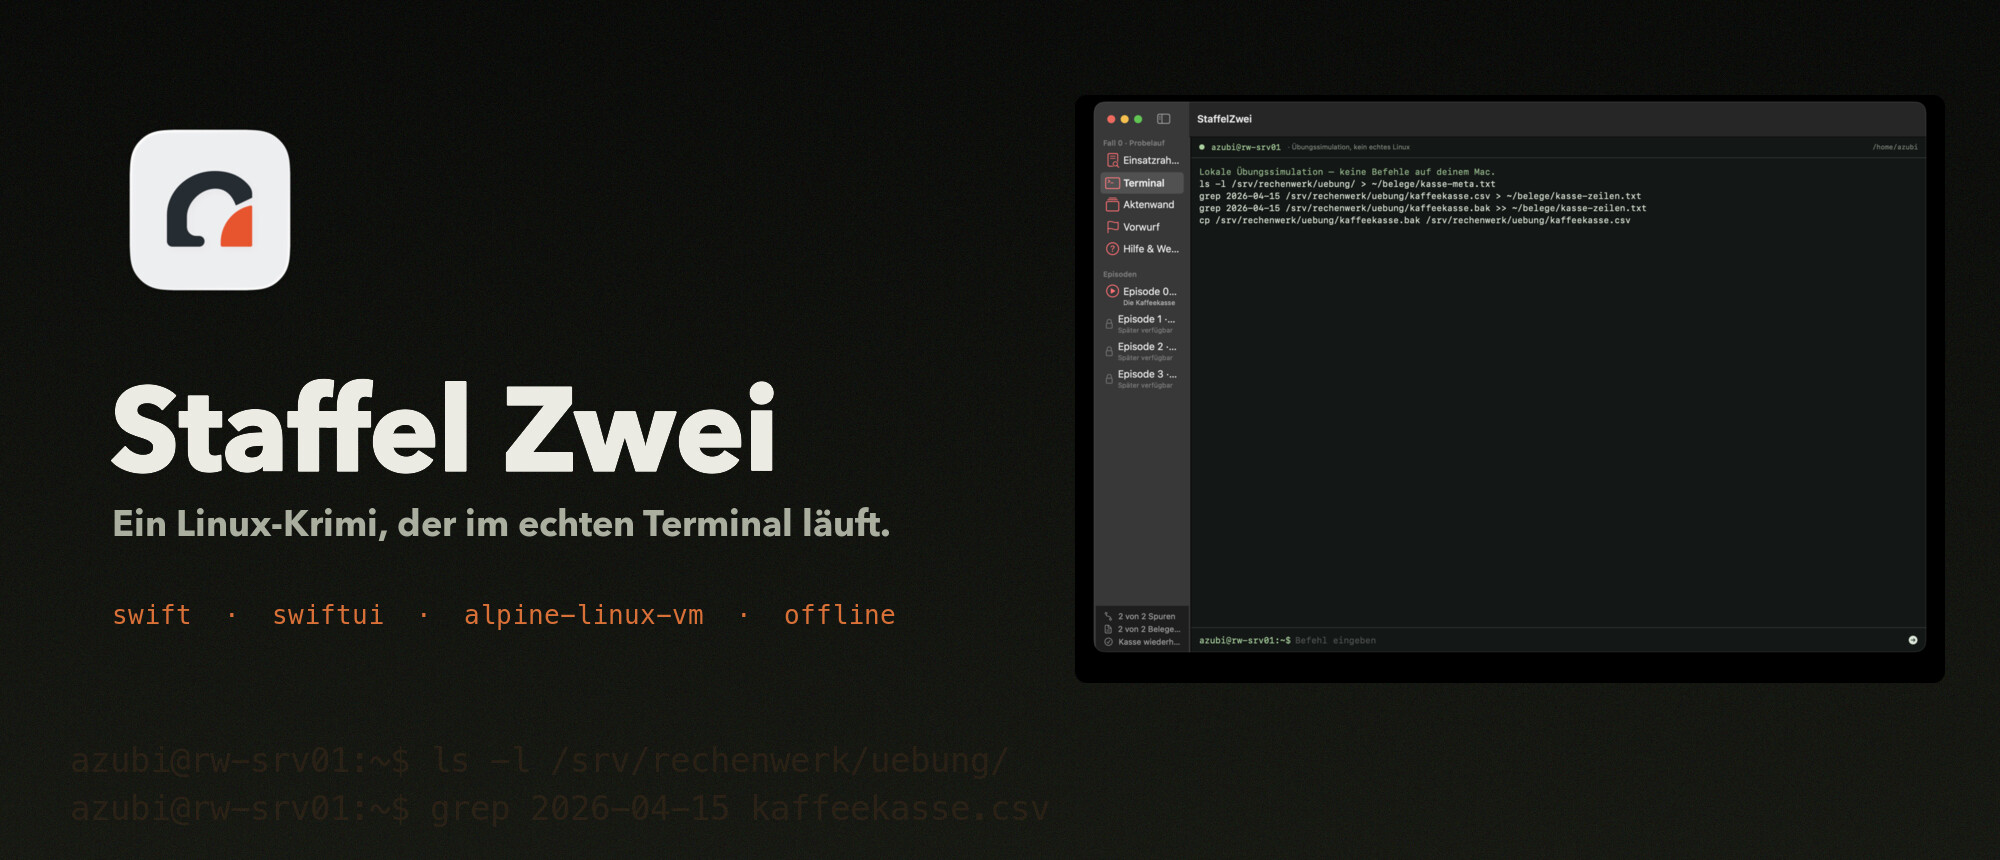 Staffel Zwei
Ein Linux-Krimi, der im echten Terminal läuft.
swift · swiftui · alpine-linux-vm · offline
azubi@rw-srv01:~$ ls -l /srv/rechenwerk/uebung/
azubi@rw-srv01:~$ grep 2026-04-15 kaffeekasse.csv
StaffelZwei
Fall 0 · Probelauf
Einsatzrah...
Terminal
Aktenwand
Vorwurf
Hilfe & We...
Episoden
Episode 0...
Die Kaffeekasse
Episode 1 ·...
Später verfügbar
Episode 2 ·...
Später verfügbar
Episode 3 ·...
Später verfügbar
2 von 2 Spuren
2 von 2 Belege...
Kasse wiederh...
azubi@rw-srv01 · Übungssimulation, kein echtes Linux /home/azubi
Lokale Übungssimulation — keine Befehle auf deinem Mac.
ls -l /srv/rechenwerk/uebung/ > ~/belege/kasse-meta.txt
grep 2026-04-15 /srv/rechenwerk/uebung/kaffeekasse.csv > ~/belege/kasse-zeilen.txt
grep 2026-04-15 /srv/rechenwerk/uebung/kaffeekasse.bak >> ~/belege/kasse-zeilen.txt
cp /srv/rechenwerk/uebung/kaffeekasse.bak /srv/rechenwerk/uebung/kaffeekasse.csv
azubi@rw-srv01:~$ Befehl eingeben